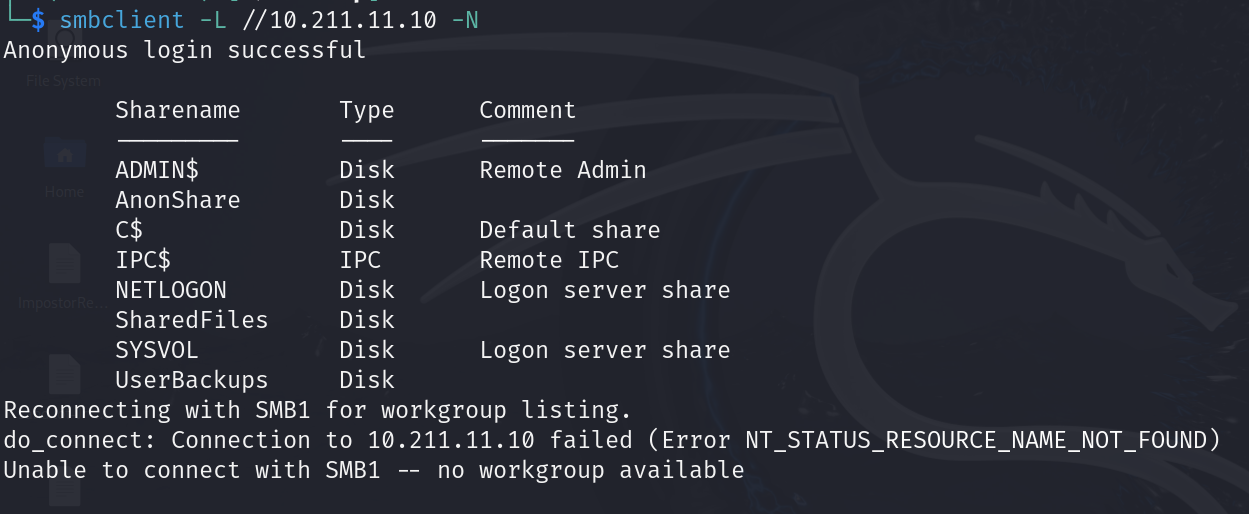 └─$ smbclient -L //10.211.11.10 -N
Anonymous login successful
File System
Sharename Type Comment
--------- ---- -------
ADMIN$ Disk Remote Admin
AnonShare Disk
C$ Disk Default share
IPC$ IPC Remote IPC
NETLOGON Disk Logon server share
SharedFiles Disk
SYSVOL Disk Logon server share
UserBackups Disk
Home
ImpostorRe...
Reconnecting with SMB1 for workgroup listing.
do_connect: Connection to 10.211.11.10 failed (Error NT_STATUS_RESOURCE_NAME_NOT_FOUND)
Unable to connect with SMB1 -- no workgroup available